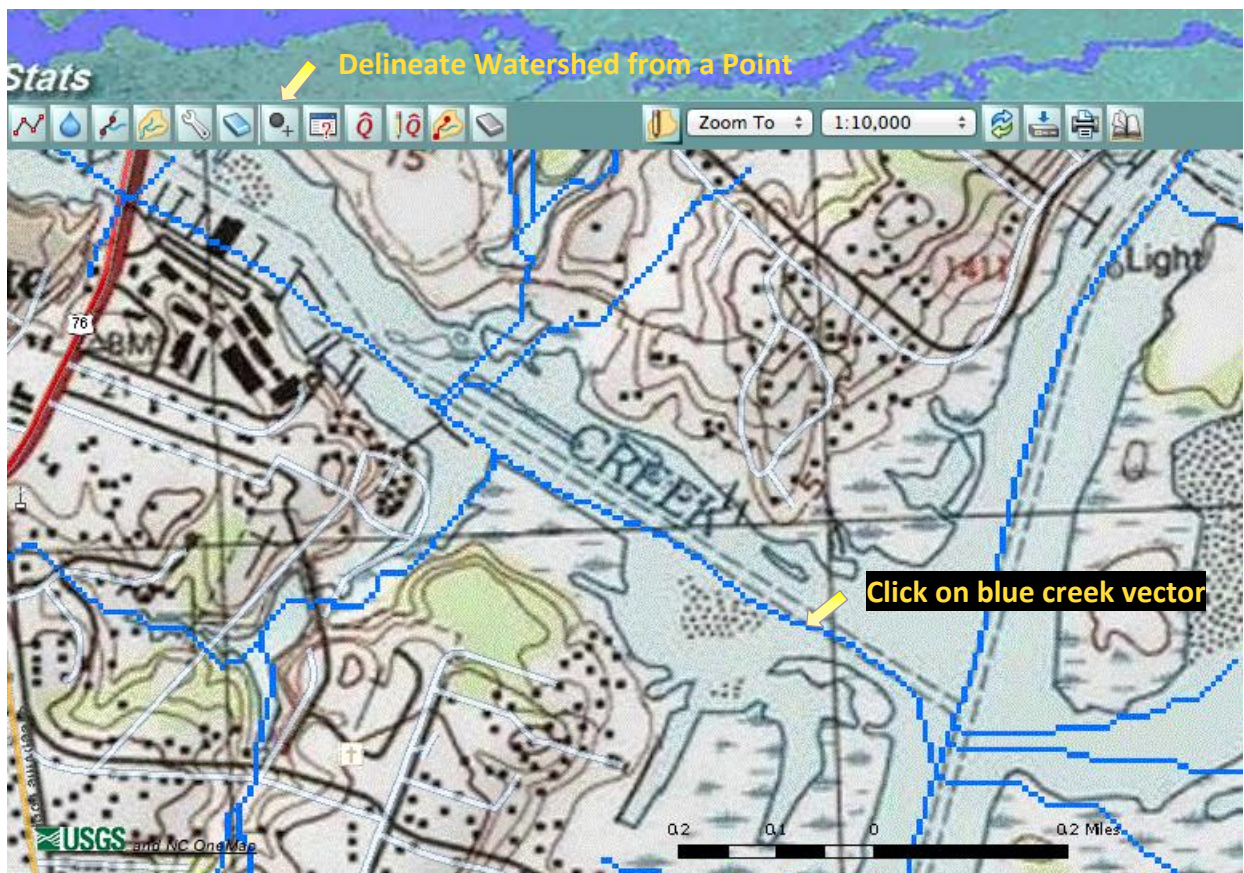 Delineate Watershed from a Point
Stats
Zoom To
1:10,000
15
1411
Light
76
BM
CREEK
Click on blue creek vector
USGS
and NC OneMap
0.2 0.1 0 0.2 Miles